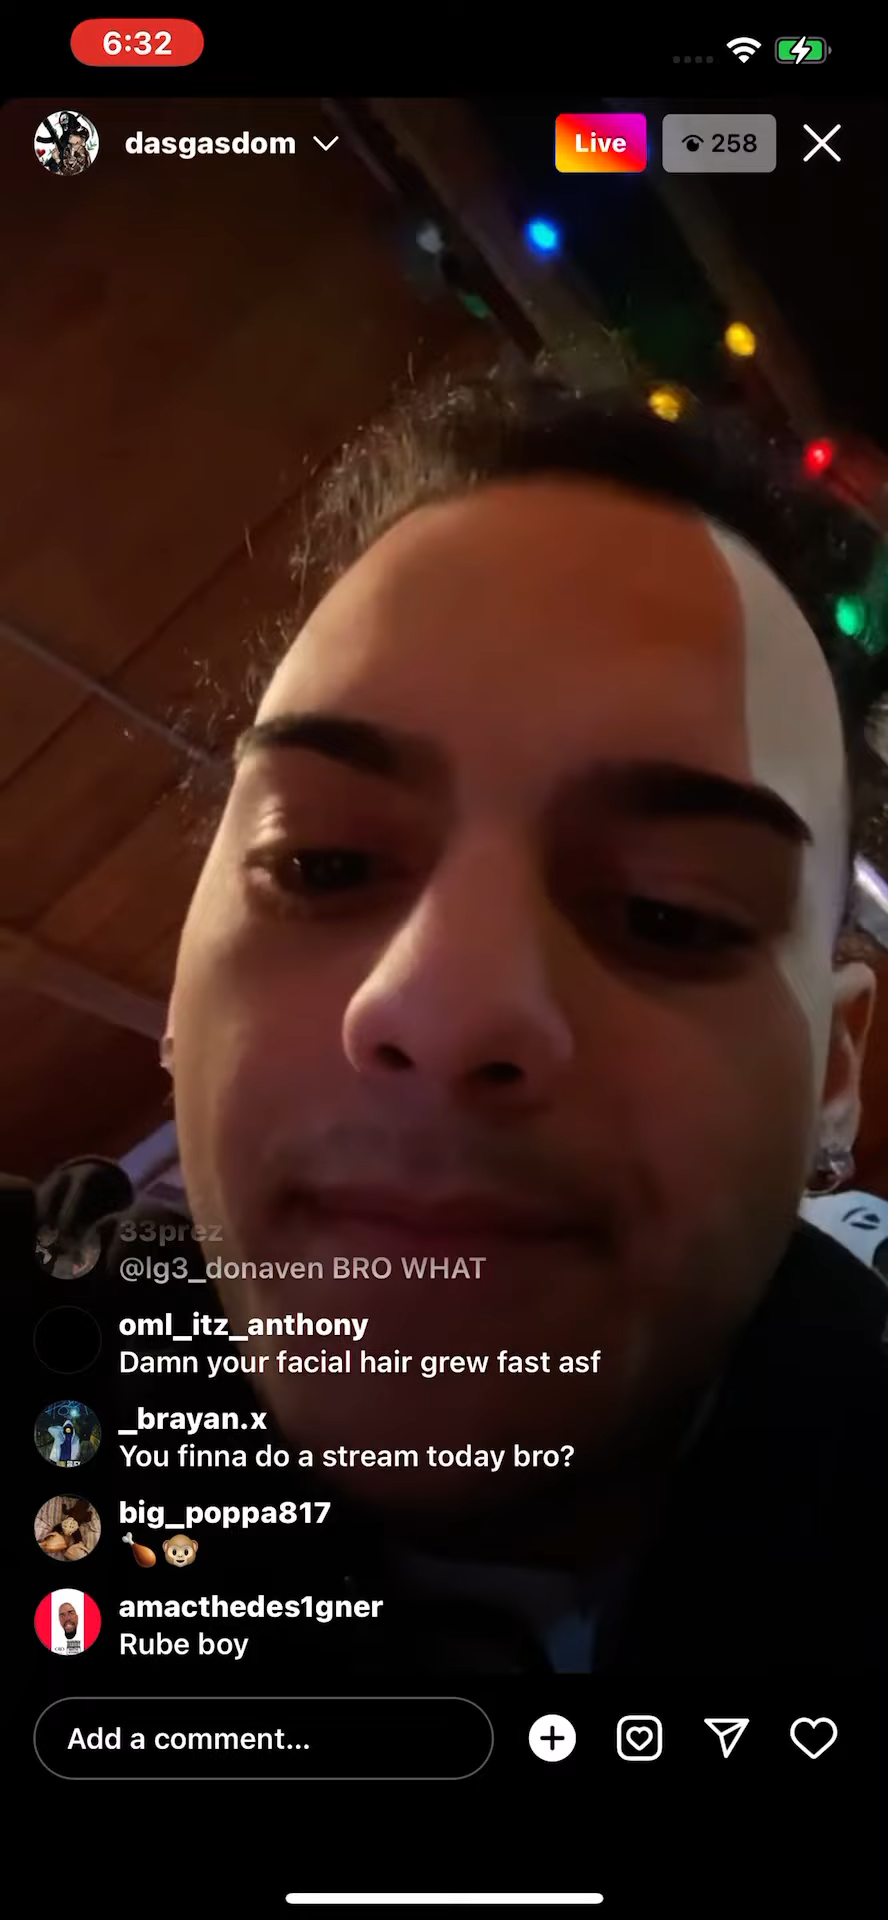 6:32
dasgasdom
Live
258
33prez
@lg3_donaven BRO WHAT
oml_itz_anthony
Damn your facial hair grew fast asf
_brayan.x
You finna do a stream today bro?
big_poppa817
🍗🐵
amacthedes1gner
Rube boy
Add a comment...